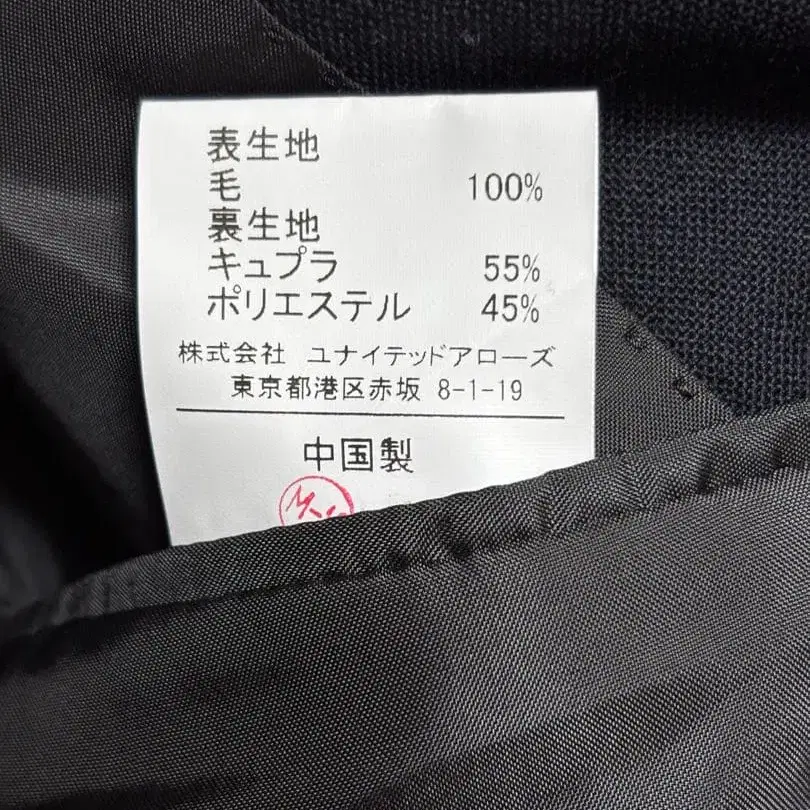 表生地
毛 100%
裏生地
キュプラ 55%
ポリエステル 45%
株式会社 ユナイテッドアローズ
東京都港区赤坂 8-1-19
中国製